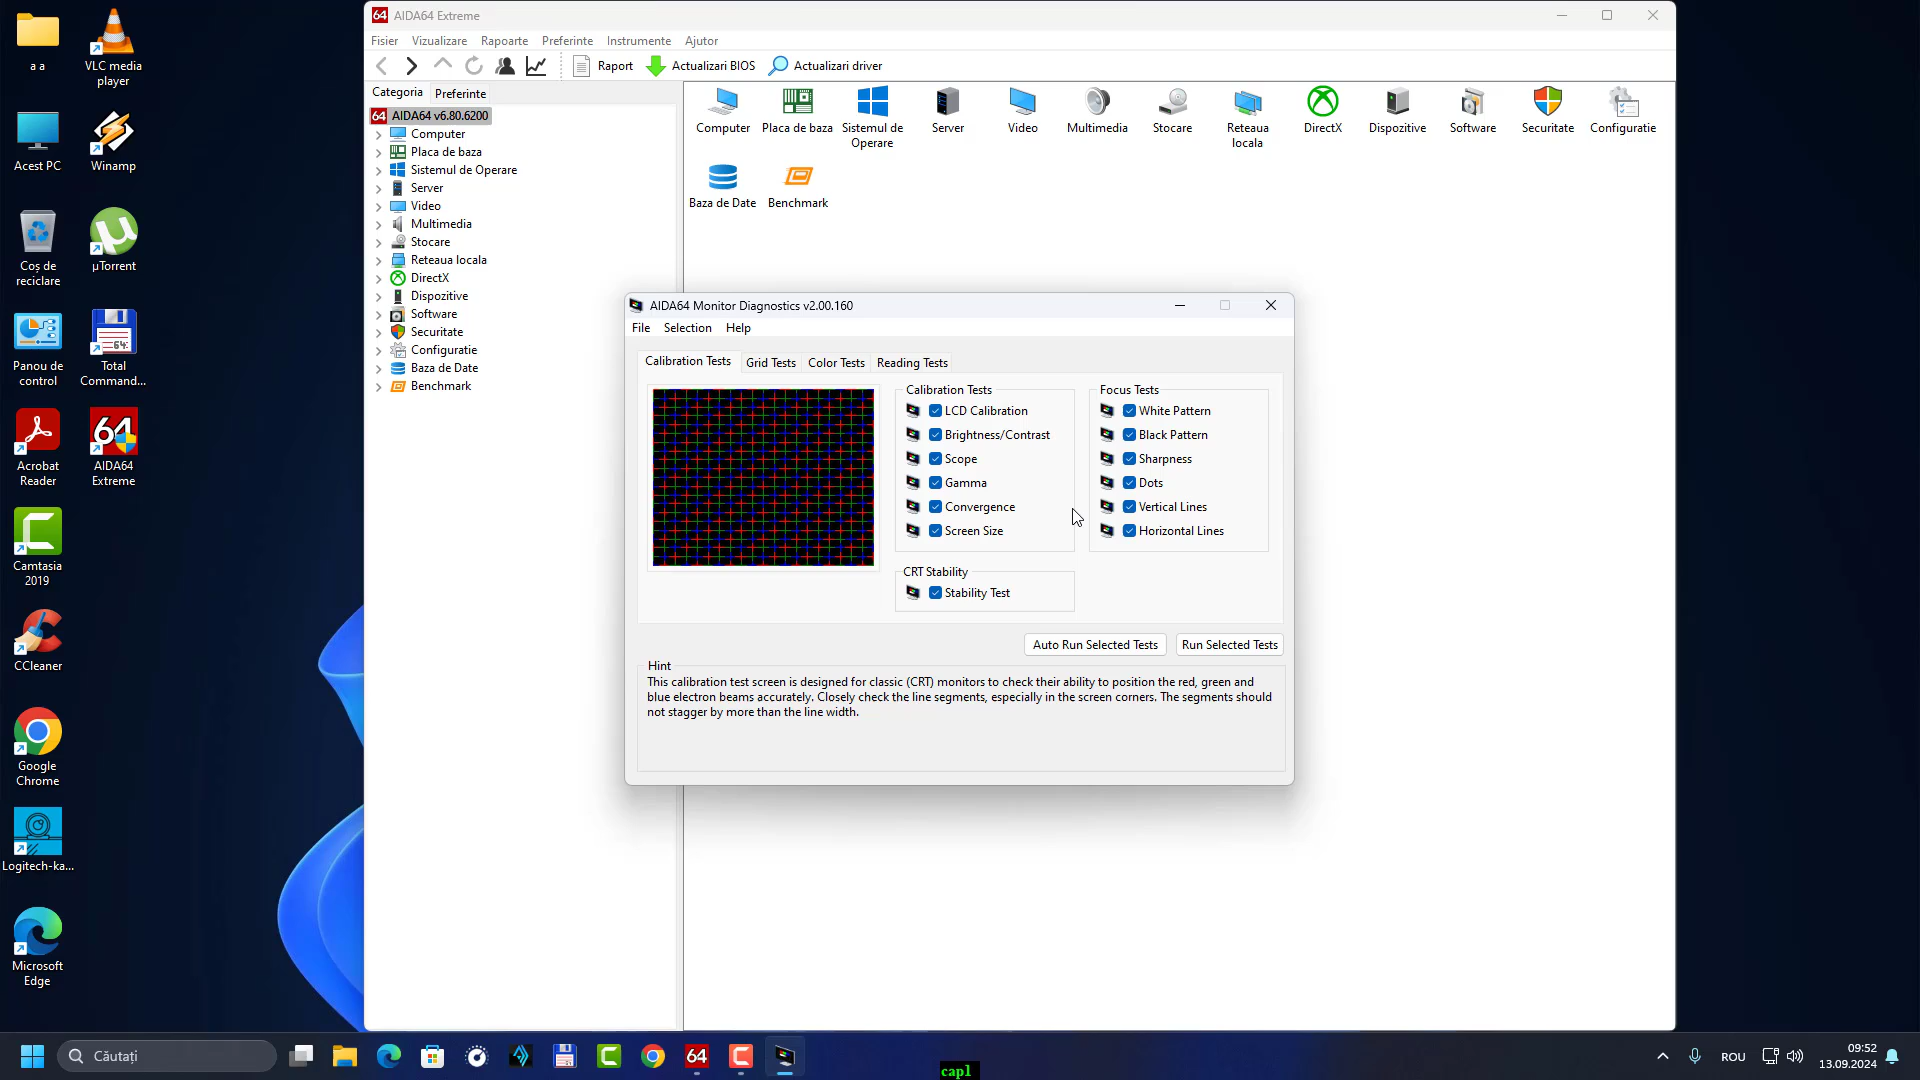 a a
VLC media
player
Acest PC
Winamp
Coș de
reciclare
µTorrent
Panou de
control
Total
Command...
Acrobat
Reader
AIDA64
Extreme
Camtasia
2019
CCleaner
Google
Chrome
Logitech-ka...
Microsoft
Edge
64 AIDA64 Extreme
Fisier Vizualizare Rapoarte Preferinte Instrumente Ajutor
Raport Actualizari BIOS Actualizari driver
Categoria Preferinte
64 AIDA64 v6.80.6200
Computer
Placa de baza
Sistemul de Operare
Server
Video
Multimedia
Stocare
Reteaua locala
DirectX
Dispozitive
Software
Securitate
Configuratie
Baza de Date
Benchmark
Computer
Placa de baza
Sistemul de
Operare
Server
Video
Multimedia
Stocare
Reteaua
locala
DirectX
Dispozitive
Software
Securitate
Configuratie
Baza de Date
Benchmark
AIDA64 Monitor Diagnostics v2.00.160
File Selection Help
Calibration Tests Grid Tests Color Tests Reading Tests
Calibration Tests
LCD Calibration
Brightness/Contrast
Scope
Gamma
Convergence
Screen Size
Focus Tests
White Pattern
Black Pattern
Sharpness
Dots
Vertical Lines
Horizontal Lines
CRT Stability
Stability Test
Auto Run Selected Tests Run Selected Tests
Hint
This calibration test screen is designed for classic (CRT) monitors to check their ability to position the red, green and
blue electron beams accurately. Closely check the line segments, especially in the screen corners. The segments should
not stagger by more than the line width.
Căutați
64
cap1
ROU
09:52
13.09.2024